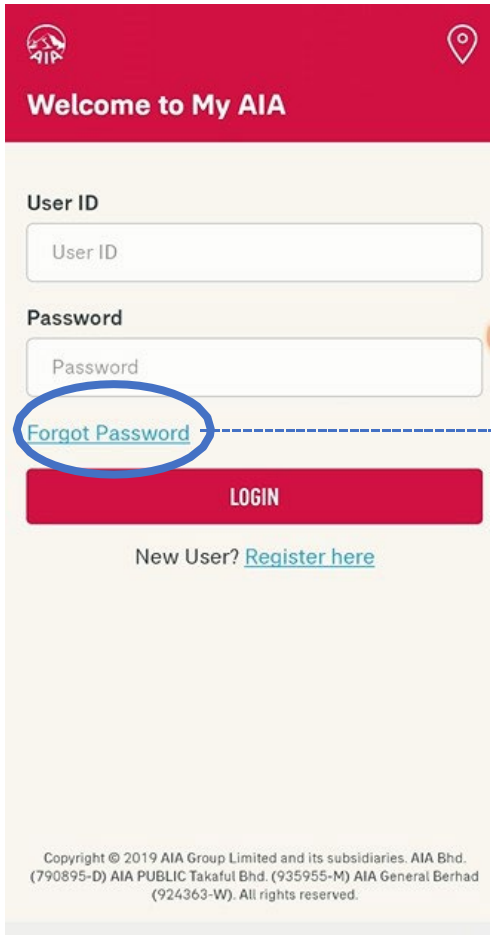 AIA
Welcome to My AIA
User ID
User ID
Password
Password
Forgot Password
LOGIN
New User? Register here
Copyright © 2019 AIA Group Limited and its subsidiaries. AIA Bhd.
(790895-D) AIA PUBLIC Takaful Bhd. (935955-M) AIA General Berhad
(924363-W). All rights reserved.